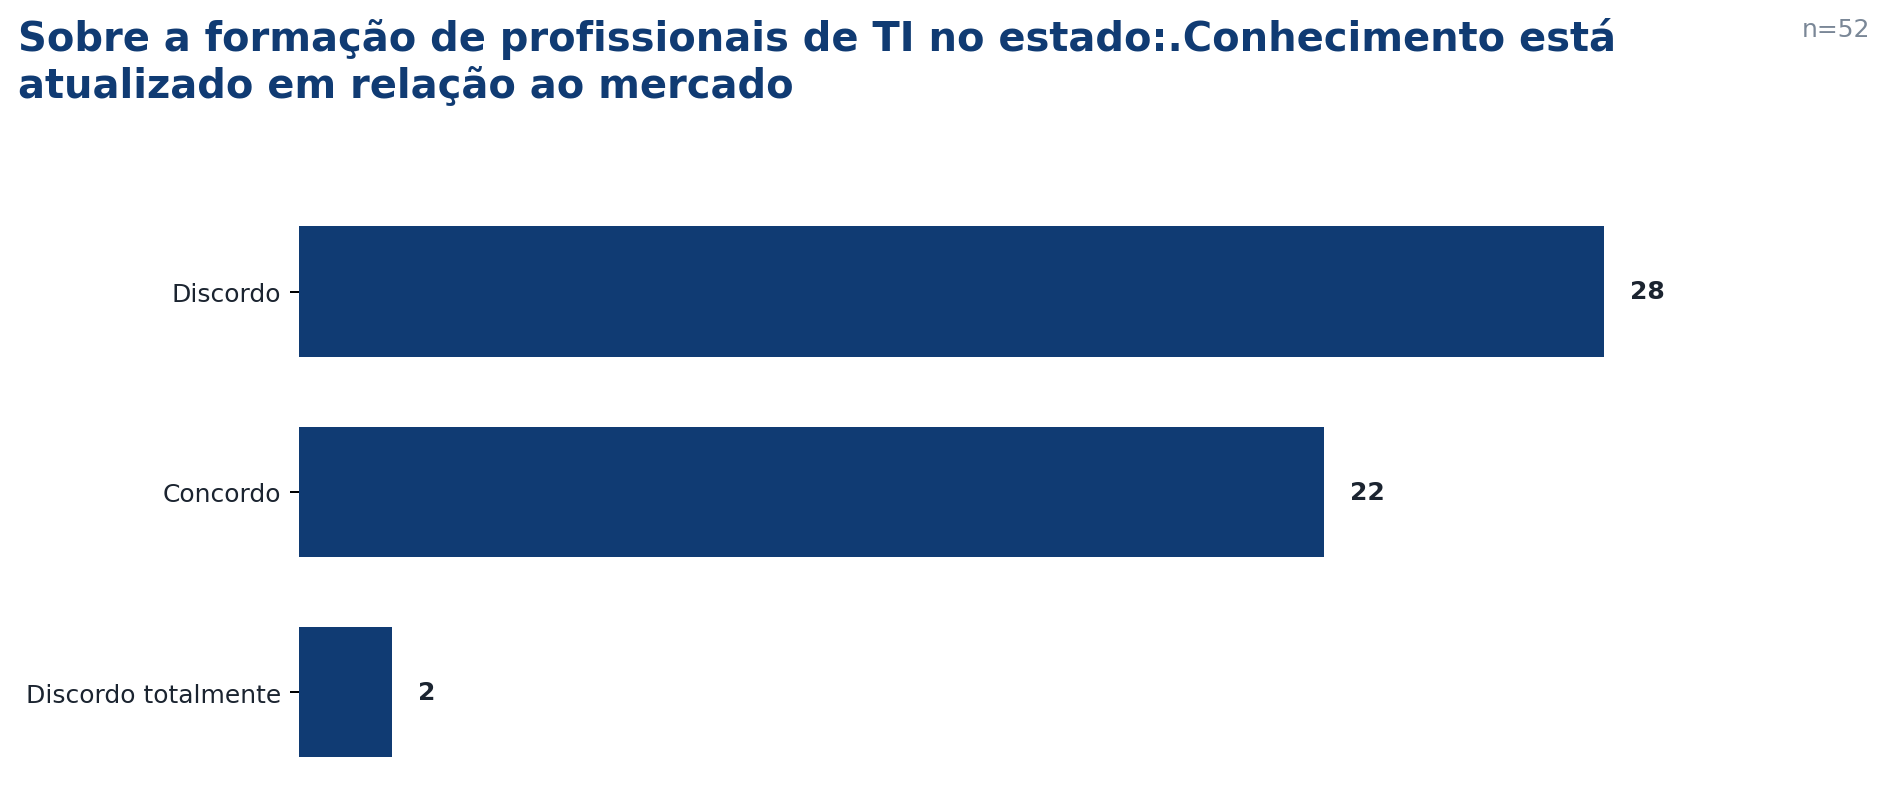 Sobre a formação de profissionais de TI no estado:.Conhecimento está
atualizado em relação ao mercado
n=52
Discordo
28
Concordo
22
Discordo totalmente
2